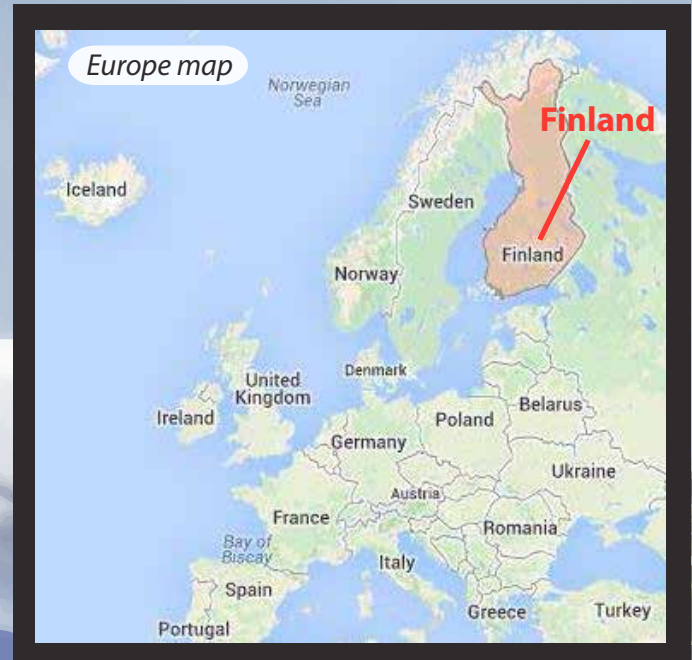 Europe map
Norwegian
Sea
Finland
Iceland
Sweden
Finland
Norway
Denmark
United
Kingdom
Ireland
Poland
Belarus
Germany
Ukraine
Austria
France
Romania
Bay of
Biscay
Italy
Spain
Greece
Turkey
Portugal